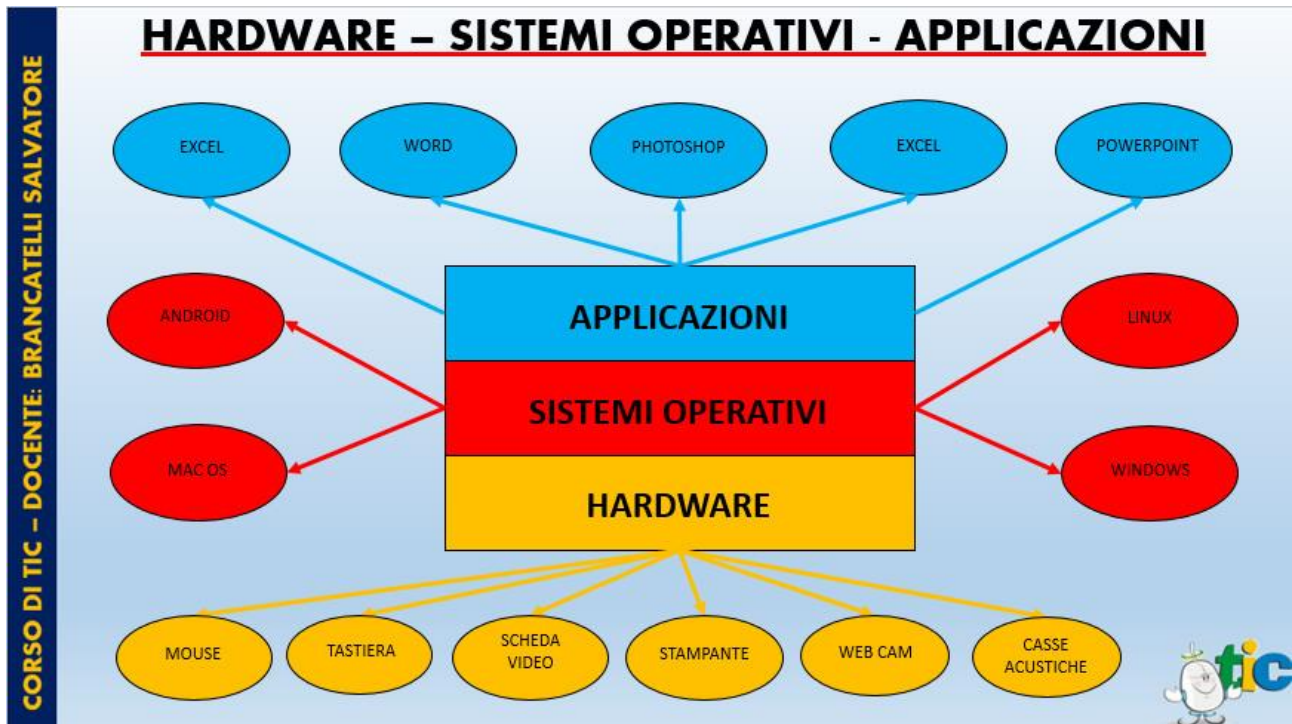 HARDWARE – SISTEMI OPERATIVI - APPLICAZIONI
CORSO DI TIC – DOCENTE: BRANCATELLI SALVATORE
EXCEL
WORD
PHOTOSHOP
EXCEL
POWERPOINT
APPLICAZIONI
ANDROID
LINUX
SISTEMI OPERATIVI
MAC OS
WINDOWS
HARDWARE
MOUSE
TASTIERA
SCHEDA
VIDEO
STAMPANTE
WEB CAM
CASSE
ACUSTICHE
tic